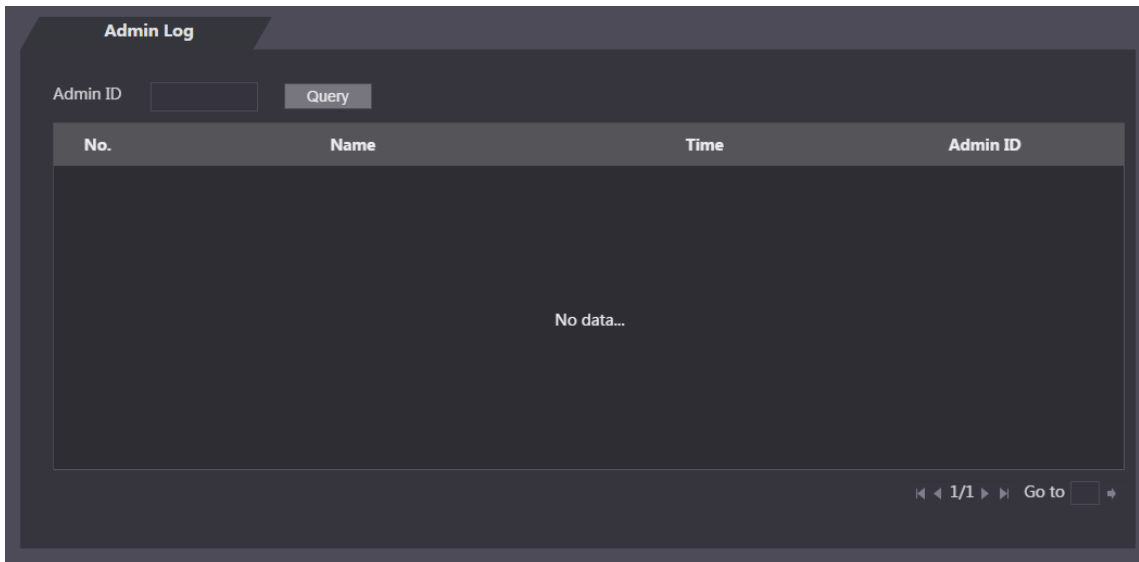 Admin Log
Admin ID Query
No. Name Time Admin ID
No data...
1/1 Go to